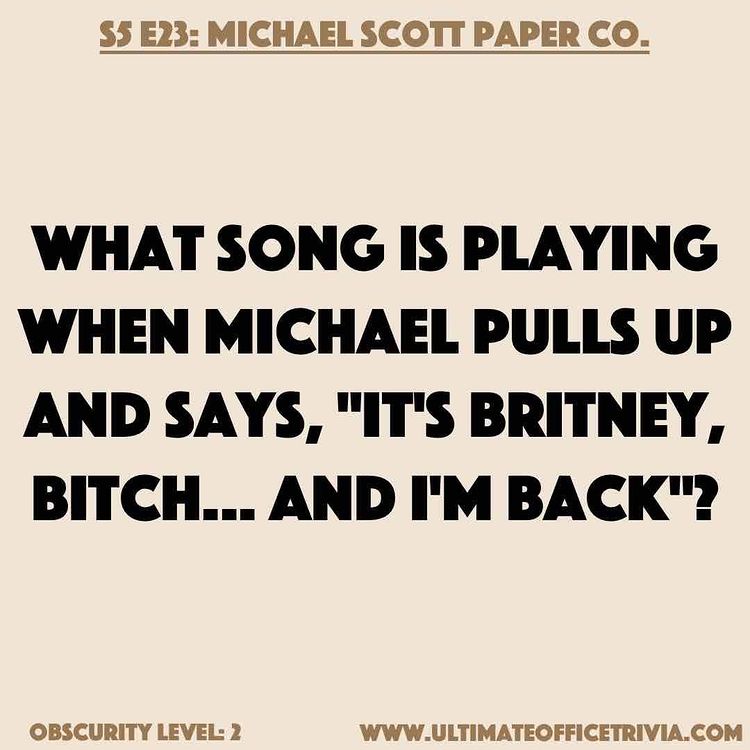 S5 E23: MICHAEL SCOTT PAPER CO.
WHAT SONG IS PLAYING
WHEN MICHAEL PULLS UP
AND SAYS, "IT'S BRITNEY,
BITCH... AND I'M BACK"?
OBSCURITY LEVEL: 2
WWW.ULTIMATEOFFICETRIVIA.COM